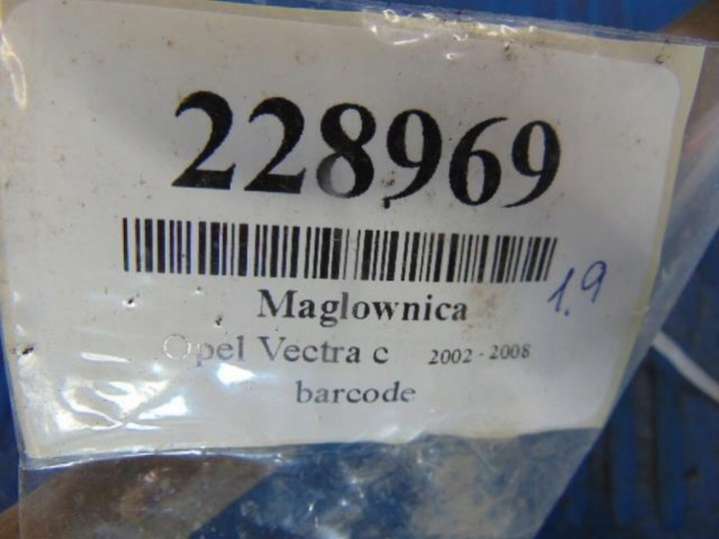 228969
1.9
Maglownica
Opel Vectra c 2002 - 2008
barcode